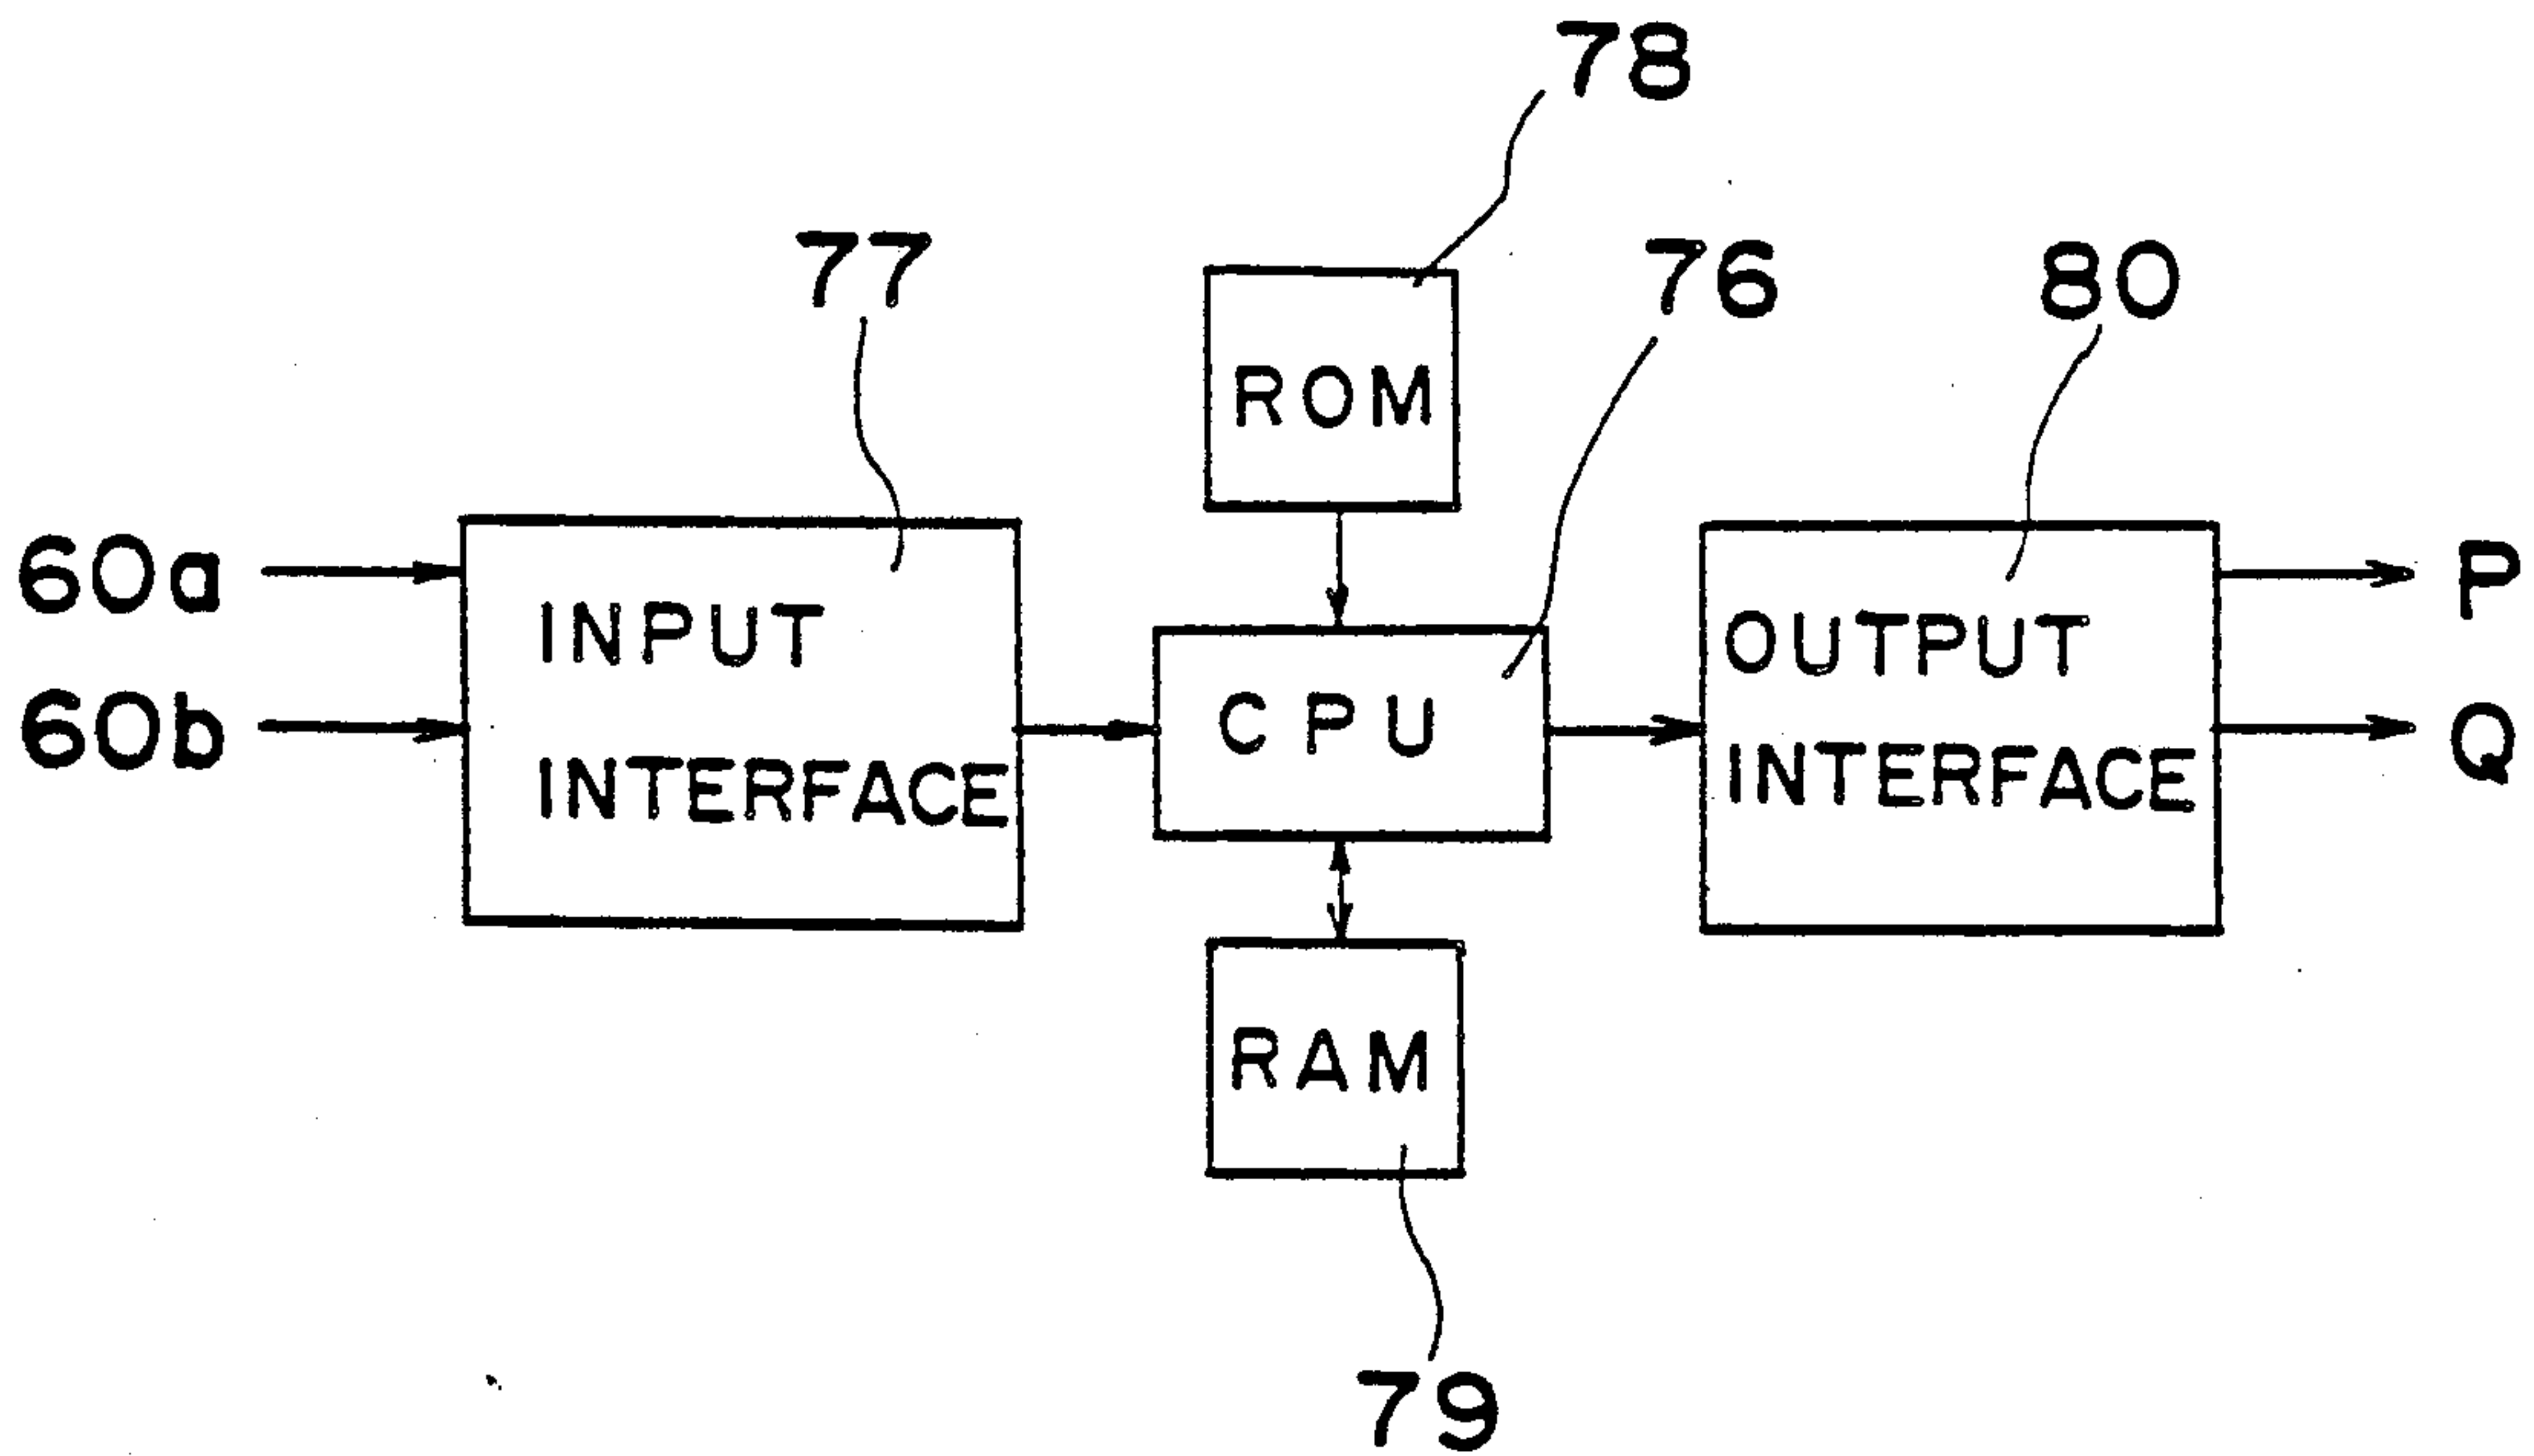 78
77
76
80
ROM
60a
INPUT
INTERFACE
60b
CPU
OUTPUT
INTERFACE
P
Q
RAM
79